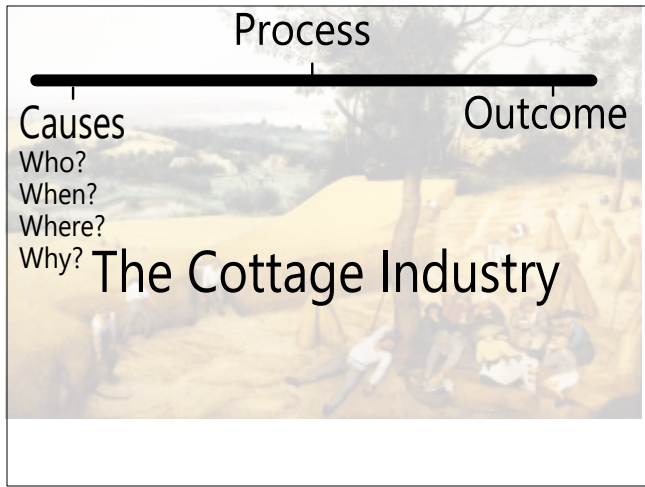 Process
Causes
Outcome
Who?
When?
Where?
Why?
The Cottage Industry